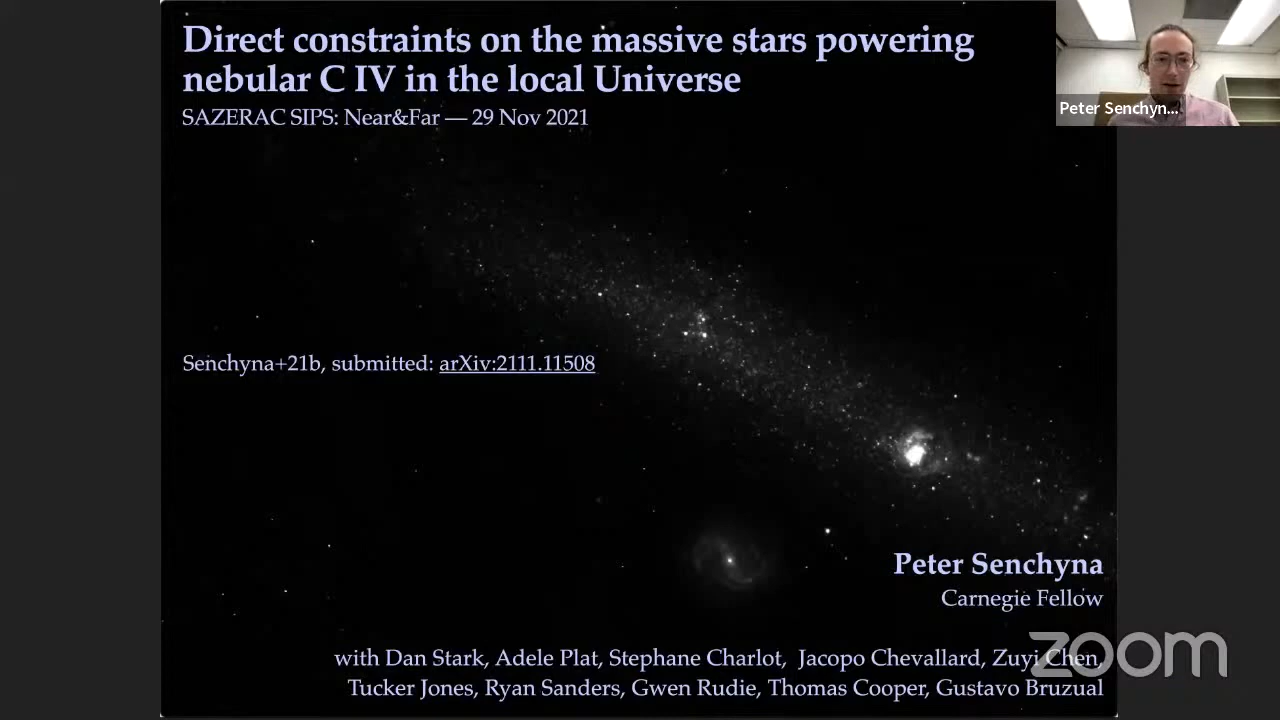 Direct constraints on the massive stars powering
nebular C IV in the local Universe
SAZERAC SIPS: Near&Far — 29 Nov 2021
Peter Senchyn...
Senchyna+21b, submitted: arXiv:2111.11508
Peter Senchyna
Carnegie Fellow
with Dan Stark, Adele Plat, Stephane Charlot, Jacopo Chevallard, Zuyi Chen,
Tucker Jones, Ryan Sanders, Gwen Rudie, Thomas Cooper, Gustavo Bruzual
zoom